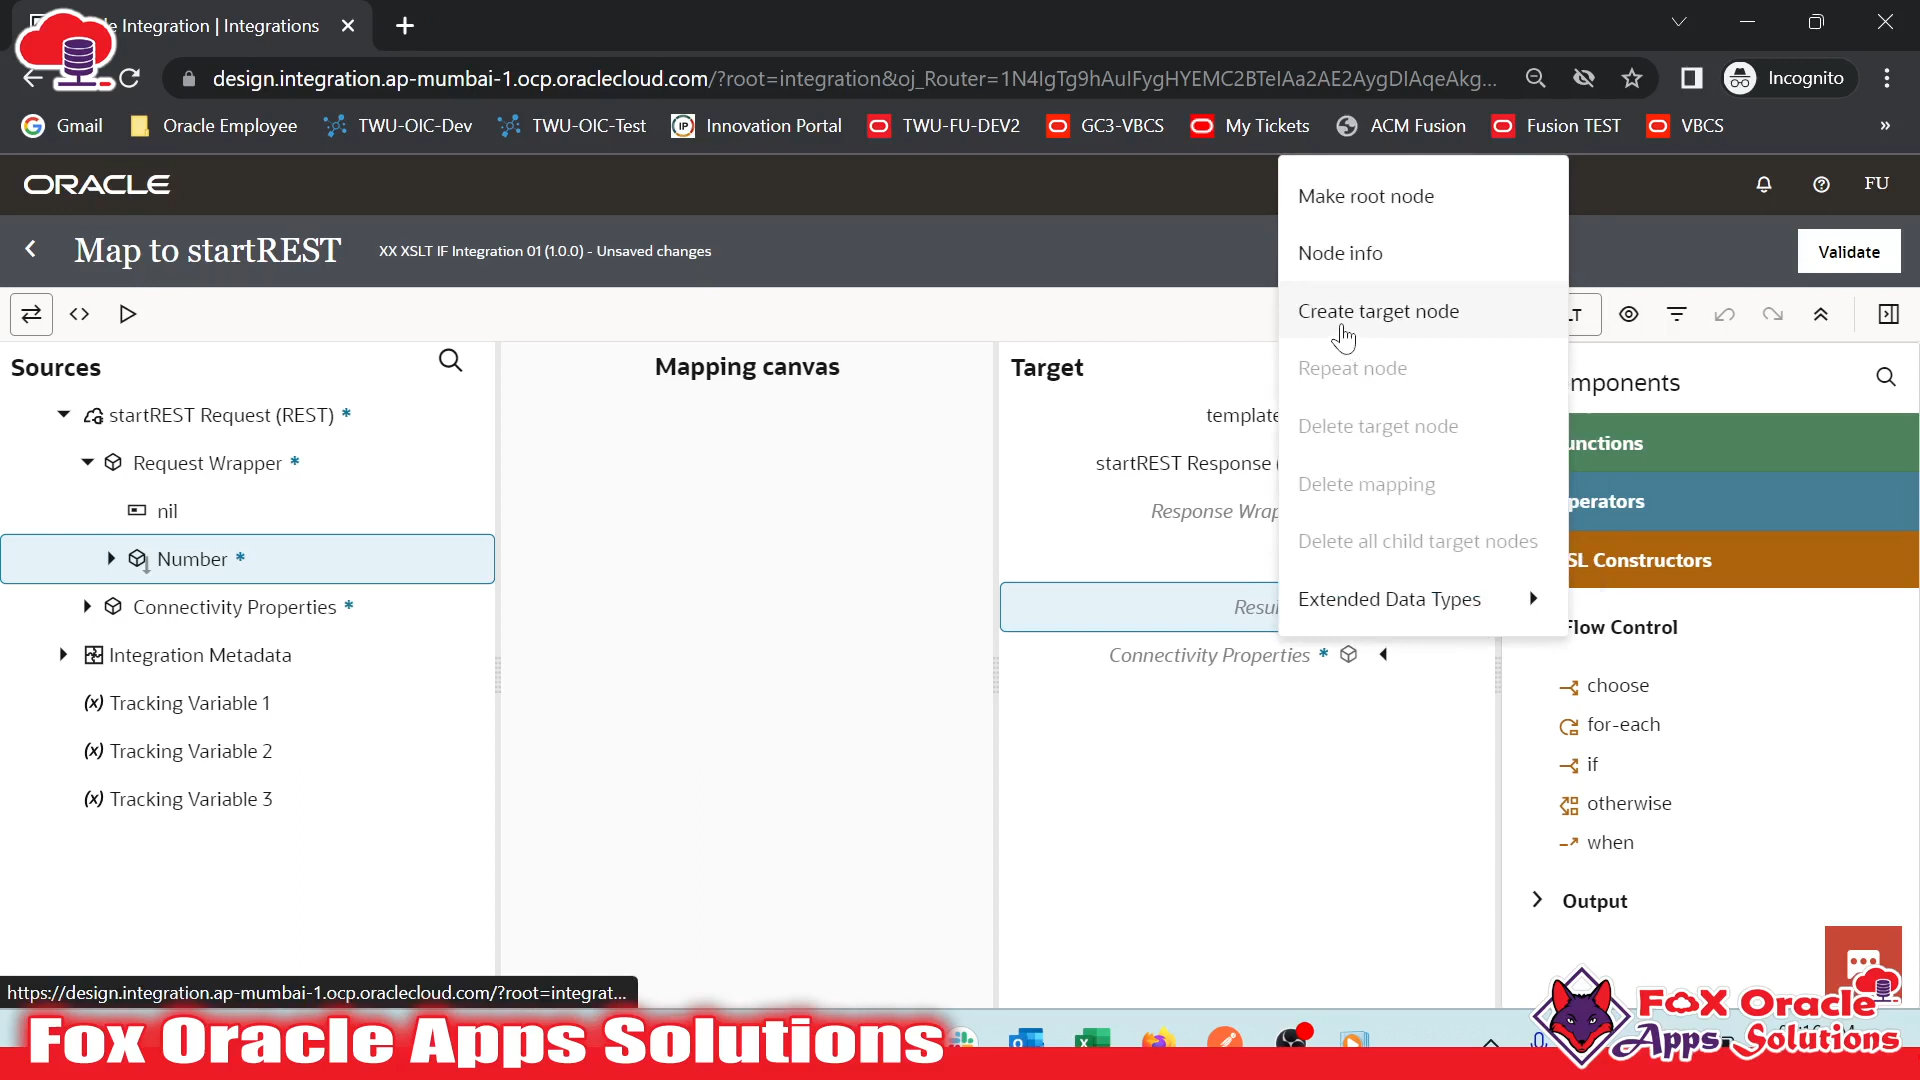 e Integration | Integrations
design.integration.ap-mumbai-1.ocp.oraclecloud.com/?root=integration&oj_Router=1N4IgTg9hAuIFygHYEMC2BTeIAa2AE2AygDIAqeAkg...
Incognito
Gmail
Oracle Employee
TWU-OIC-Dev
TWU-OIC-Test
Innovation Portal
TWU-FU-DEV2
GC3-VBCS
My Tickets
ACM Fusion
Fusion TEST
VBCS
»
ORACLE
FU
Map to startREST
XX XSLT IF Integration 01 (1.0.0) - Unsaved changes
Validate
Make root node
Node info
Create target node
Repeat node
Delete target node
Delete mapping
Delete all child target nodes
Extended Data Types
LT
Sources
startREST Request (REST) *
Request Wrapper *
nil
Number *
Connectivity Properties *
Integration Metadata
(x) Tracking Variable 1
(x) Tracking Variable 2
(x) Tracking Variable 3
Mapping canvas
Target
template
startREST Response (
Response Wrap
Resul
Connectivity Properties *
mponents
unctions
perators
SL Constructors
Flow Control
choose
for-each
if
otherwise
when
Output
https://design.integration.ap-mumbai-1.ocp.oraclecloud.com/?root=integrat...
Fox Oracle Apps Solutions
FOX Oracle
Apps Solutions